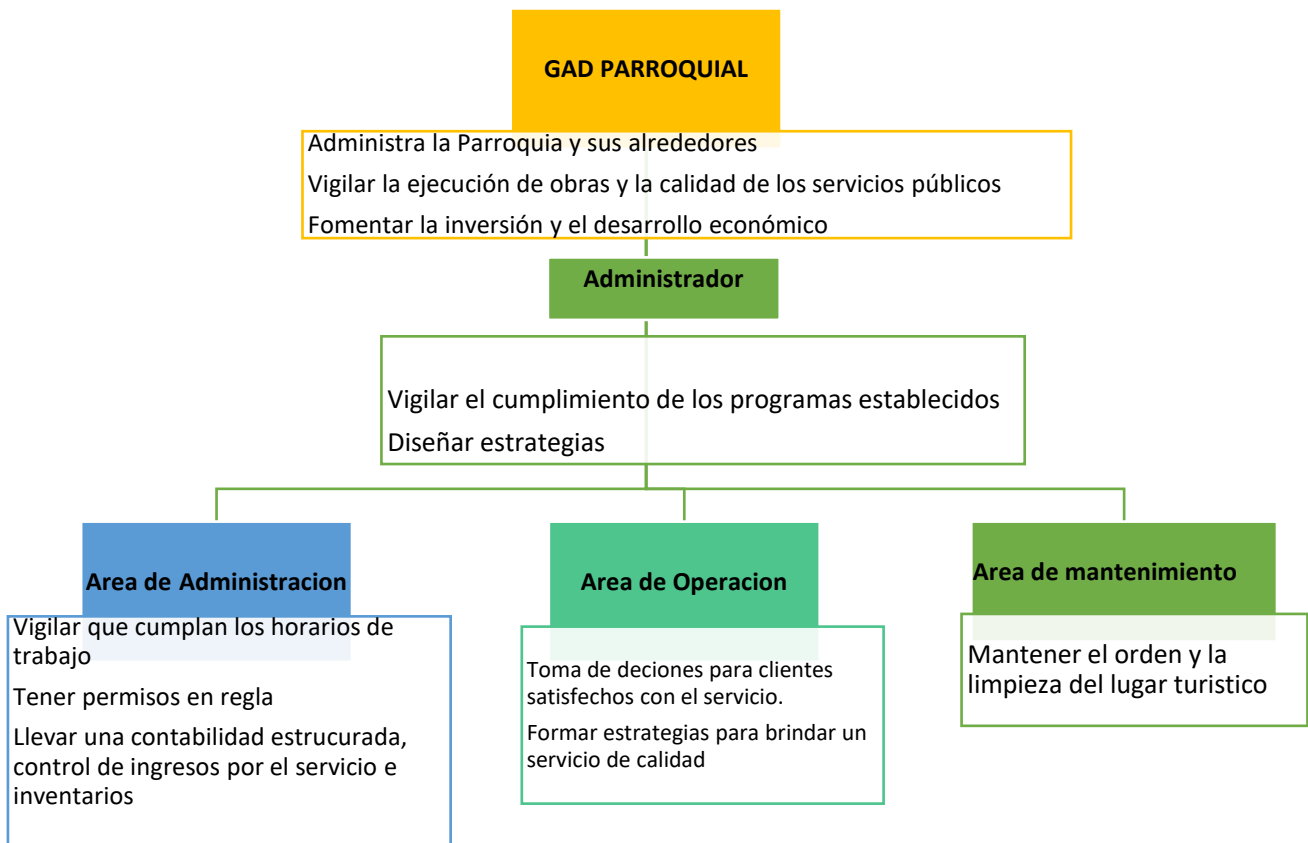 GAD PARROQUIAL
Administra la Parroquia y sus alrededores
Vigilar la ejecución de obras y la calidad de los servicios públicos
Fomentar la inversión y el desarrollo económico
Administrador
Vigilar el cumplimiento de los programas establecidos
Diseñar estrategias
Area de Administracion
Vigilar que cumplan los horarios de
trabajo
Tener permisos en regla
Llevar una contabilidad estrucurada,
control de ingresos por el servicio e
inventarios
Area de Operacion
Toma de deciones para clientes
satisfechos con el servicio.
Formar estrategias para brindar un
servicio de calidad
Area de mantenimiento
Mantener el orden y la
limpieza del lugar turistico